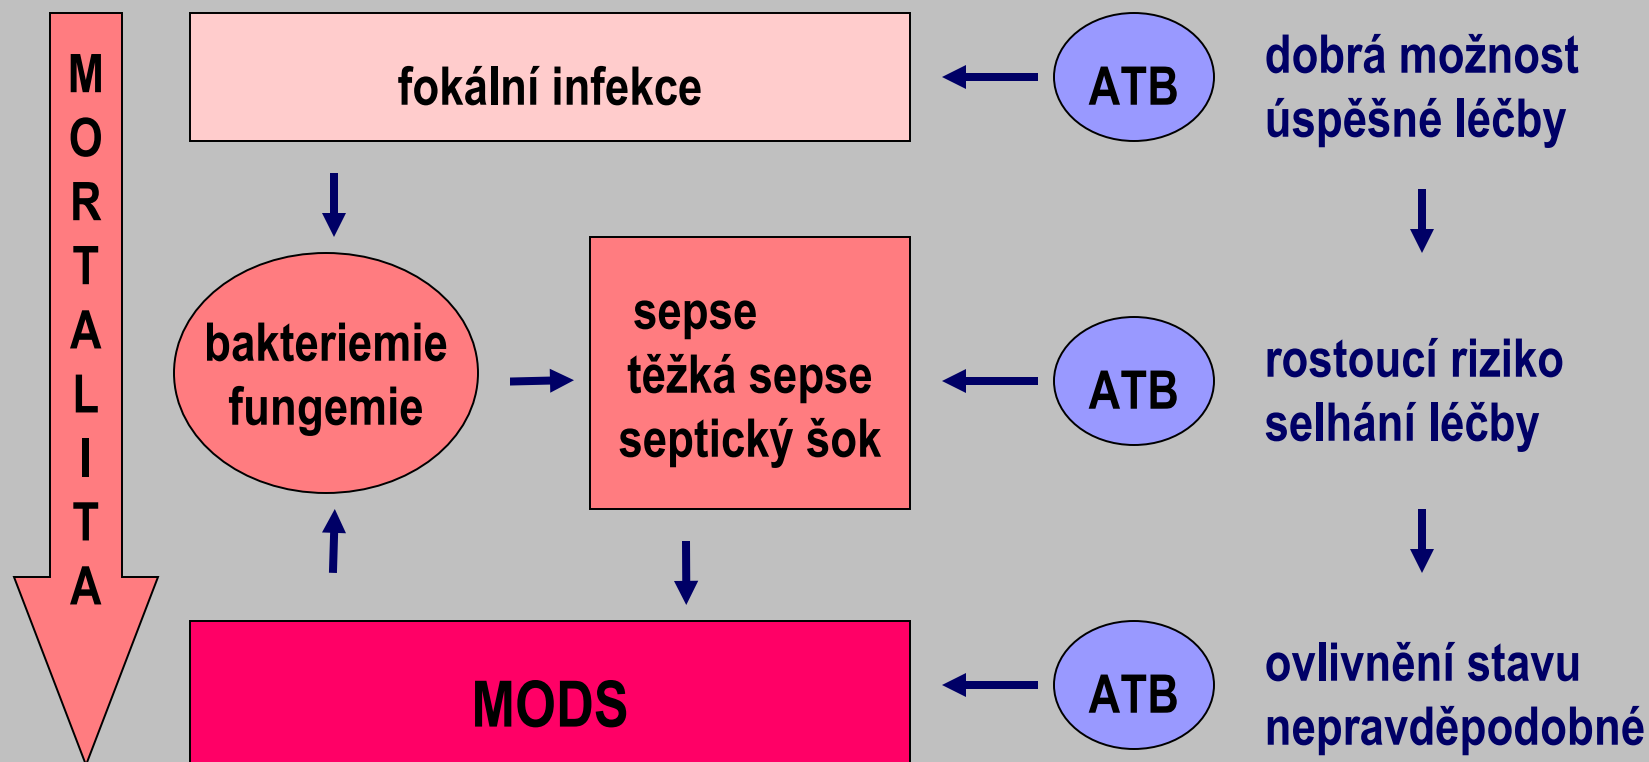 MORTALITA
fokální infekce
ATB
dobrá možnost
úspěšné léčby
bakteriemie
fungemie
sepse
těžká sepse
septický šok
ATB
rostoucí riziko
selhání léčby
MODS
ATB
ovlivnění stavu
nepravděpodobné